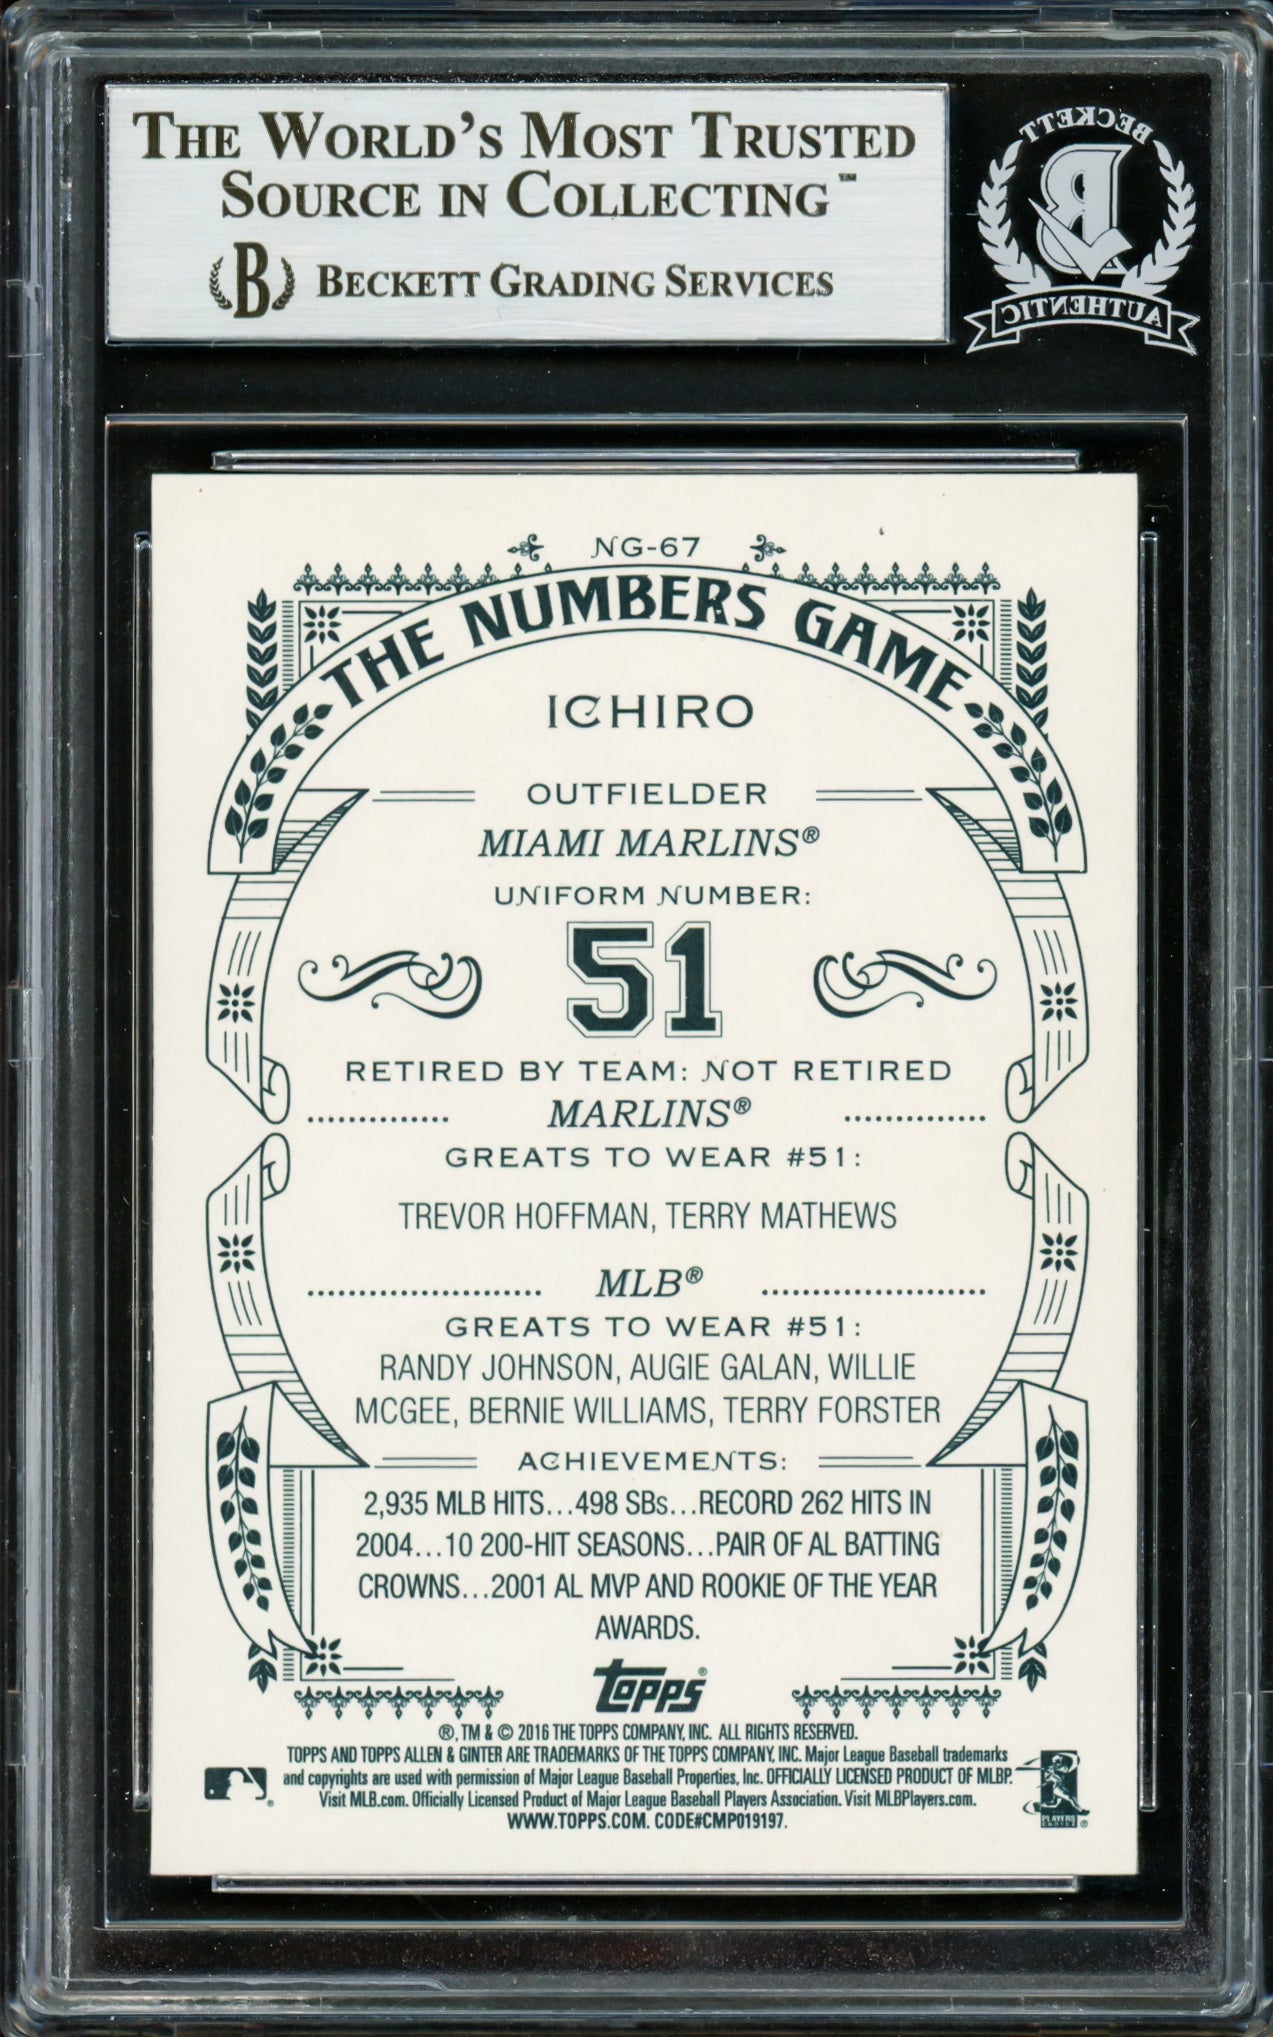 THE WORLD'S MOST TRUSTED
SOURCE IN COLLECTING™
B BECKETT GRADING SERVICES
BECKETT
B
AUTHENTIC
NG-67
THE NUMBERS GAME
ICHIRO
OUTFIELDER
MIAMI MARLINS®
UNIFORM NUMBER:
51
RETIRED BY TEAM: NOT RETIRED
MARLINS®
GREATS TO WEAR #51:
TREVOR HOFFMAN, TERRY MATHEWS
MLB®
GREATS TO WEAR #51:
RANDY JOHNSON, AUGIE GALAN, WILLIE
MCGEE, BERNIE WILLIAMS, TERRY FORSTER
ACHIEVEMENTS:
2,935 MLB HITS...498 SBs...RECORD 262 HITS IN
2004...10 200-HIT SEASONS...PAIR OF AL BATTING
CROWNS...2001 AL MVP AND ROOKIE OF THE YEAR
AWARDS.
topps®
®, TM & © 2016 THE TOPPS COMPANY, INC. ALL RIGHTS RESERVED.
TOPPS AND TOPPS ALLEN & GINTER ARE TRADEMARKS OF THE TOPPS COMPANY, INC. Major League Baseball trademarks
and copyrights are used with permission of Major League Baseball Properties, Inc. OFFICIALLY LICENSED PRODUCT OF MLBP.
Visit MLB.com. Officially Licensed Product of Major League Baseball Players Association. Visit MLBPlayers.com.
WWW.TOPPS.COM. CODE#CMP019197.
PLAYERS
CHOICE ®